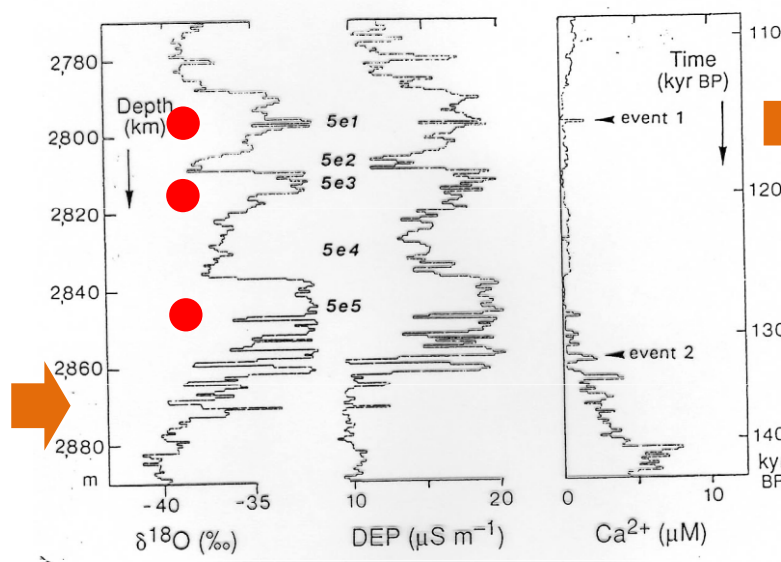 2,780
2,800
2,820
2,840
2,860
2,880
m
Depth
(km)
-40
-35
δ18O (‰)
5e1
5e2
5e3
5e4
5e5
10
20
DEP (μS m⁻¹)
event 1
event 2
0
10
Ca²⁺ (μM)
Time
(kyr BP)
110
120
130
140
ky
BP